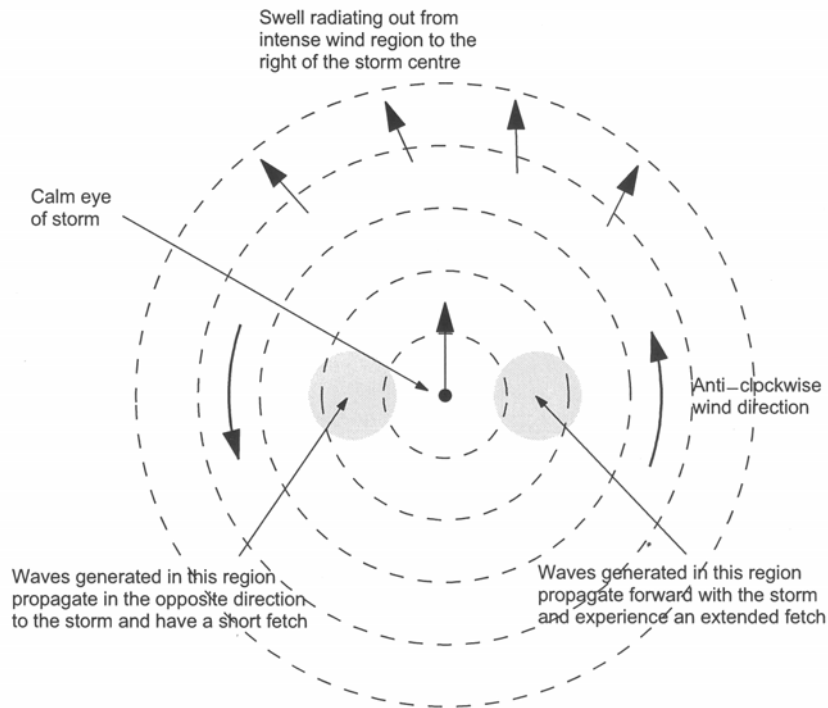 Swell radiating out from
intense wind region to the
right of the storm centre
Calm eye
of storm
Anti–clockwise
wind direction
Waves generated in this region
propagate in the opposite direction
to the storm and have a short fetch
Waves generated in this region
propagate forward with the storm
and experience an extended fetch